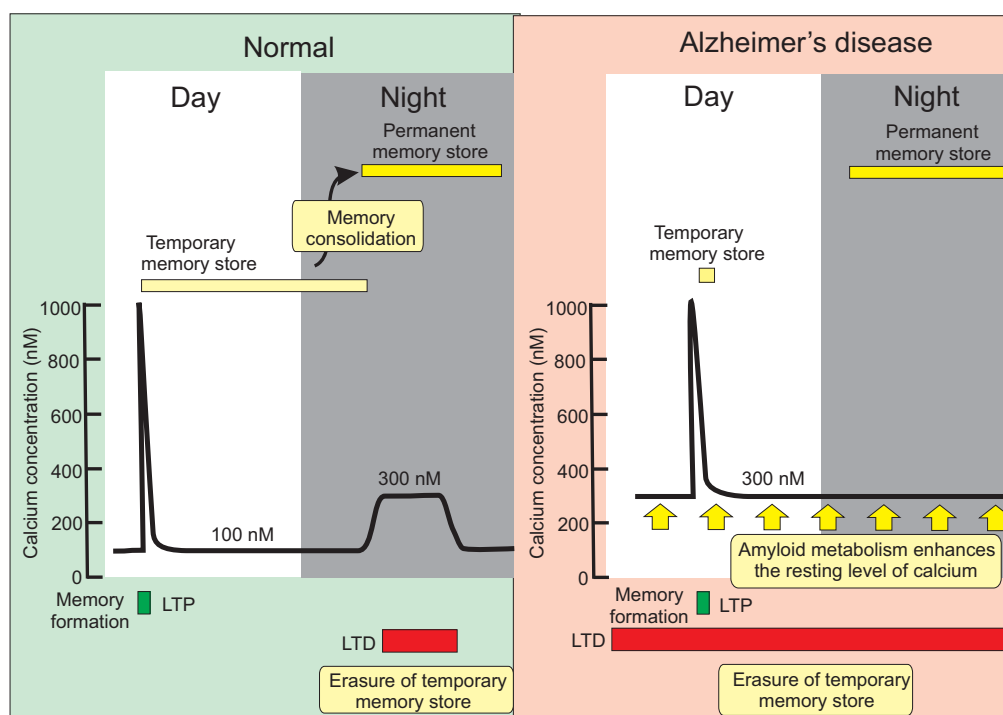 Normal
Day
Night
Permanent
memory store
Memory
consolidation
Temporary
memory store
Calcium concentration (nM)
1000
800
600
400
200
0
300 nM
100 nM
Memory
formation
LTP
LTD
Erasure of temporary
memory store
Alzheimer's disease
Day
Night
Permanent
memory store
Temporary
memory store
Calcium concentration (nM)
1000
800
600
400
200
0
300 nM
Amyloid metabolism enhances
the resting level of calcium
Memory
formation
LTP
LTD
Erasure of temporary
memory store